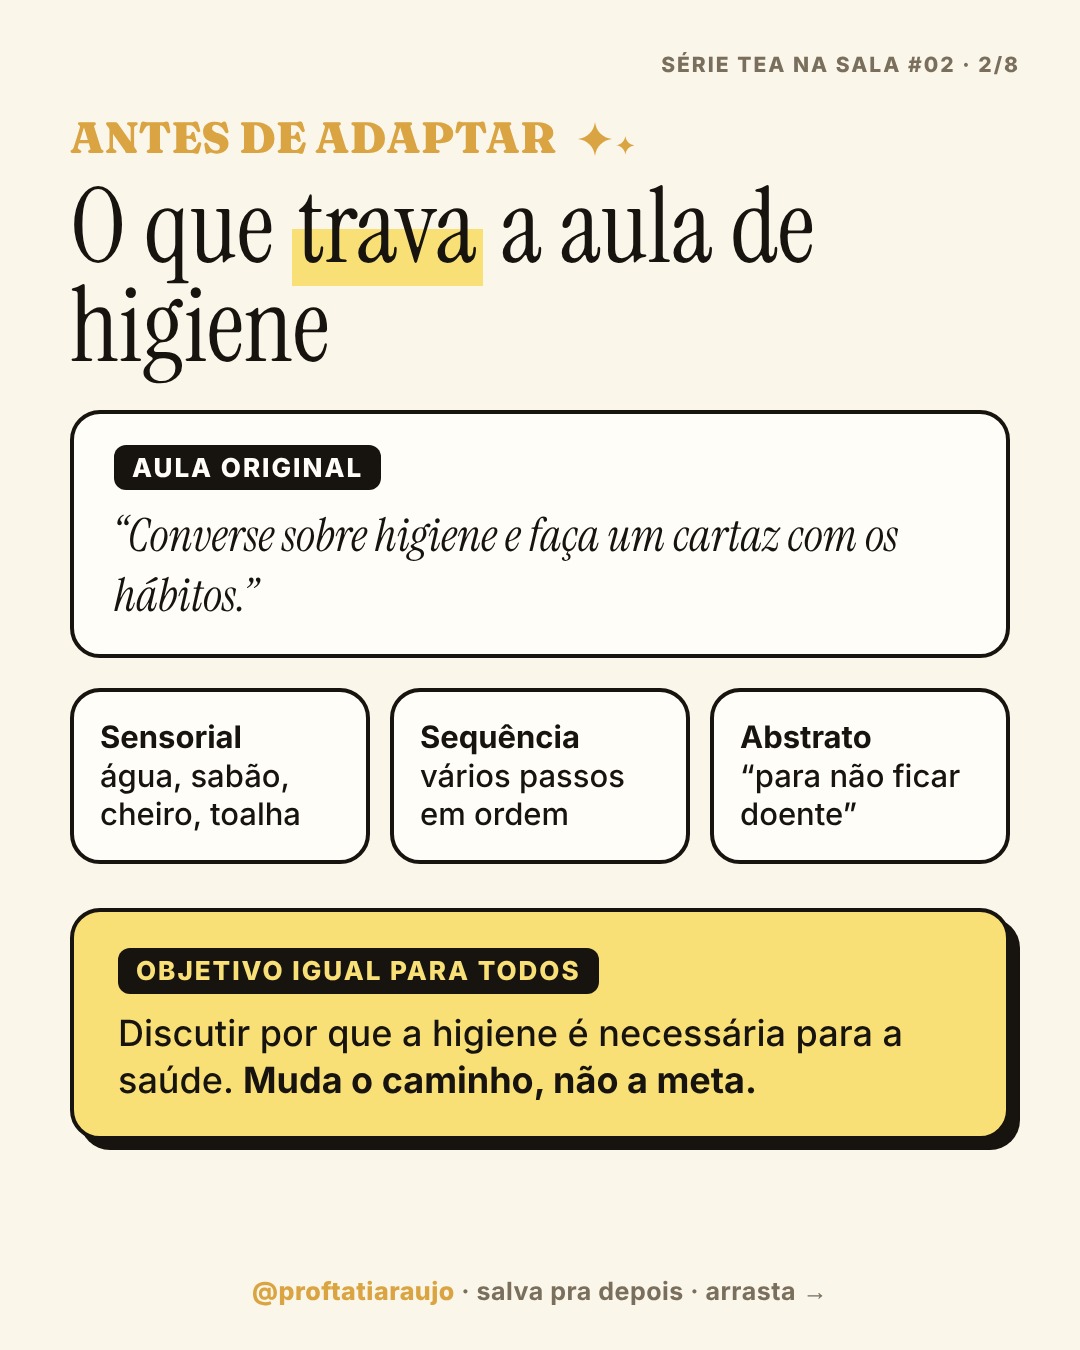 SÉRIE TEA NA SALA #02 · 2/8
ANTES DE ADAPTAR
O que trava a aula de
higiene
AULA ORIGINAL
“Converse sobre higiene e faça um cartaz com os
hábitos.”
Sensorial
água, sabão,
cheiro, toalha
Sequência
vários passos
em ordem
Abstrato
“para não ficar
doente”
OBJETIVO IGUAL PARA TODOS
Discutir por que a higiene é necessária para a
saúde. Muda o caminho, não a meta.
@proftatiaraujo · salva pra depois · arrasta →